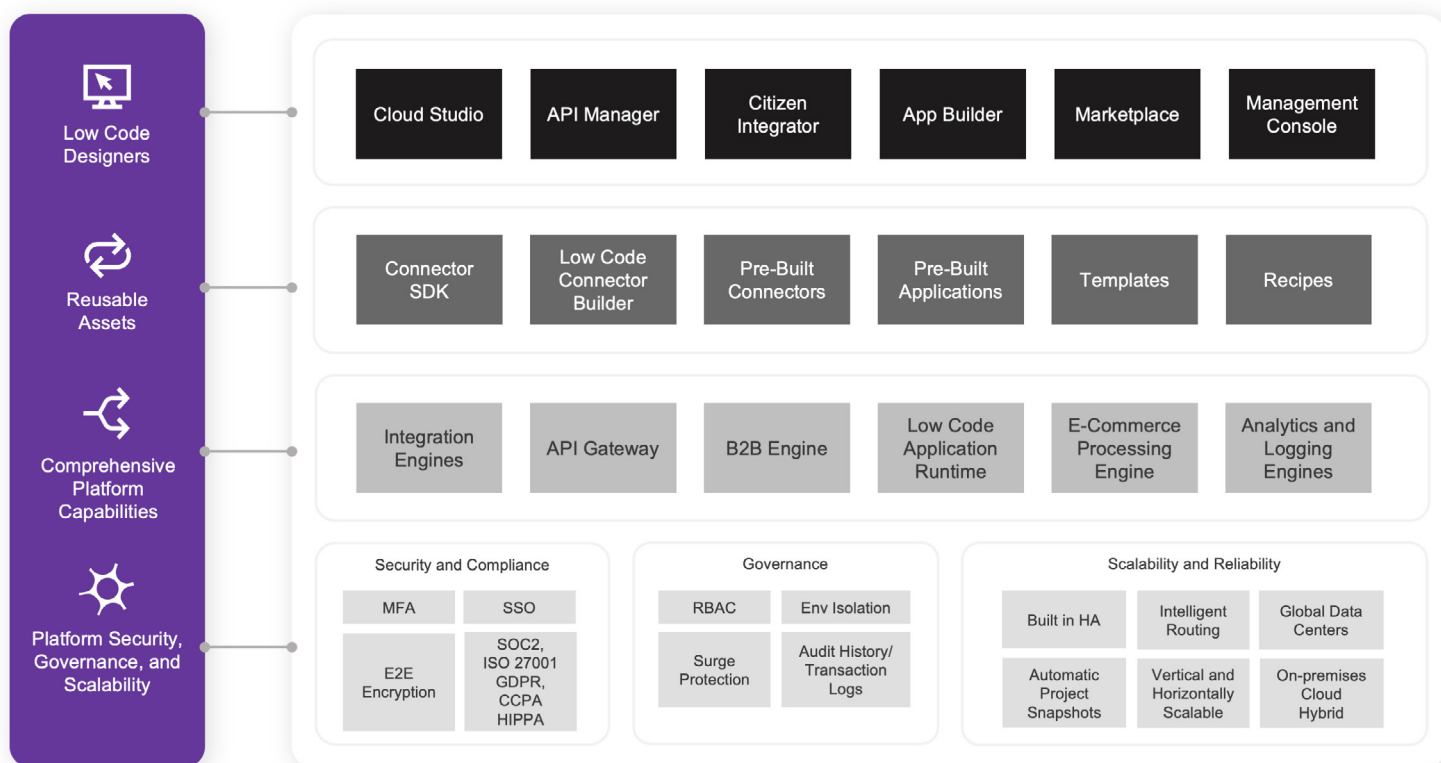 Low Code
Designers
Cloud Studio
API Manager
Citizen
Integrator
App Builder
Marketplace
Management
Console
Reusable
Assets
Connector
SDK
Low Code
Connector
Builder
Pre-Built
Connectors
Pre-Built
Applications
Templates
Recipes
Comprehensive
Platform
Capabilities
Integration
Engines
API Gateway
B2B Engine
Low Code
Application
Runtime
E-Commerce
Processing
Engine
Analytics and
Logging
Engines
Platform Security,
Governance, and
Scalability
Security and Compliance
MFA
SSO
E2E
Encryption
SOC2,
ISO 27001
GDPR,
CCPA
HIPPA
Governance
RBAC
Env Isolation
Surge
Protection
Audit History/
Transaction
Logs
Scalability and Reliability
Built in HA
Intelligent
Routing
Global Data
Centers
Automatic
Project
Snapshots
Vertical and
Horizontally
Scalable
On-premises
Cloud
Hybrid